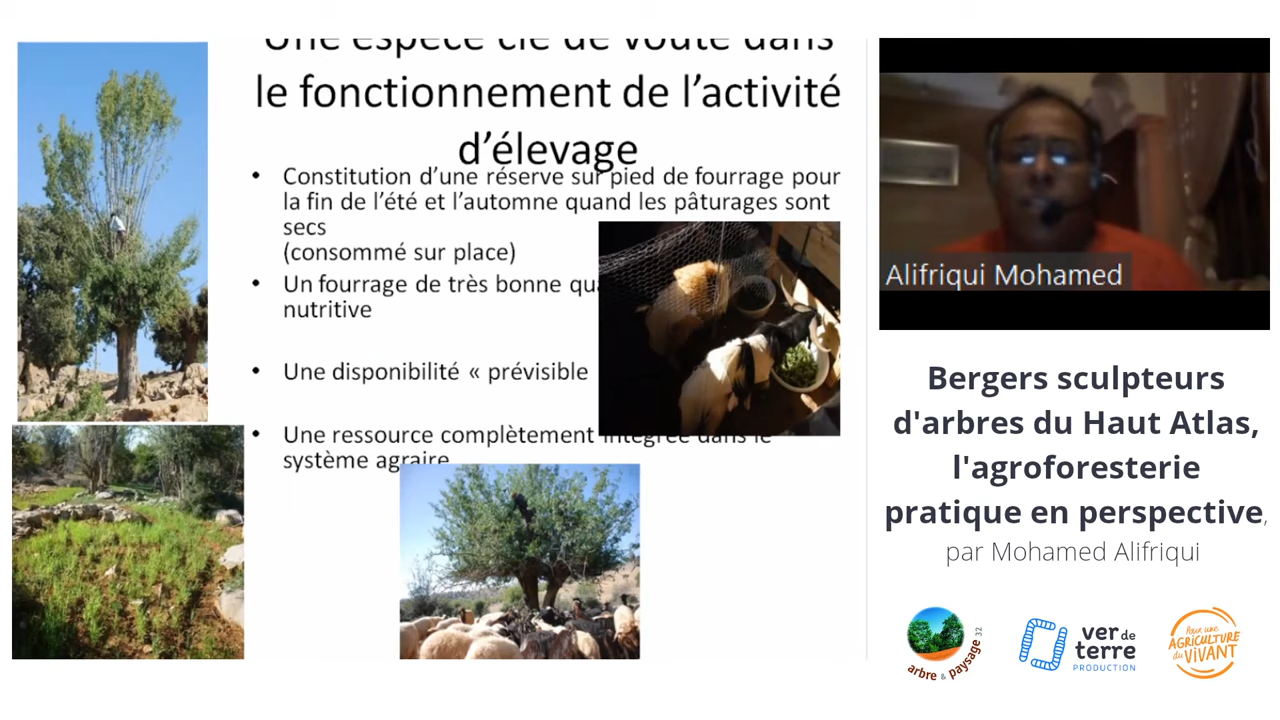 Une espèce clé de voûte dans
le fonctionnement de l’activité
d’élevage
• Constitution d’une réserve sur pied de fourrage pour
la fin de l’été et l’automne quand les pâturages sont
secs
(consommé sur place)
• Un fourrage de très bonne qua
nutritive
• Une disponibilité « prévisible
• Une ressource complètement intégrée dans le
système agraire
Alifriqui Mohamed
Bergers sculpteurs
d'arbres du Haut Atlas,
l'agroforesterie
pratique en perspective,
par Mohamed Alifriqui
arbre & paysage 32
ver de
terre
PRODUCTION
Pour une
AGRICULTURE
du ViVANT